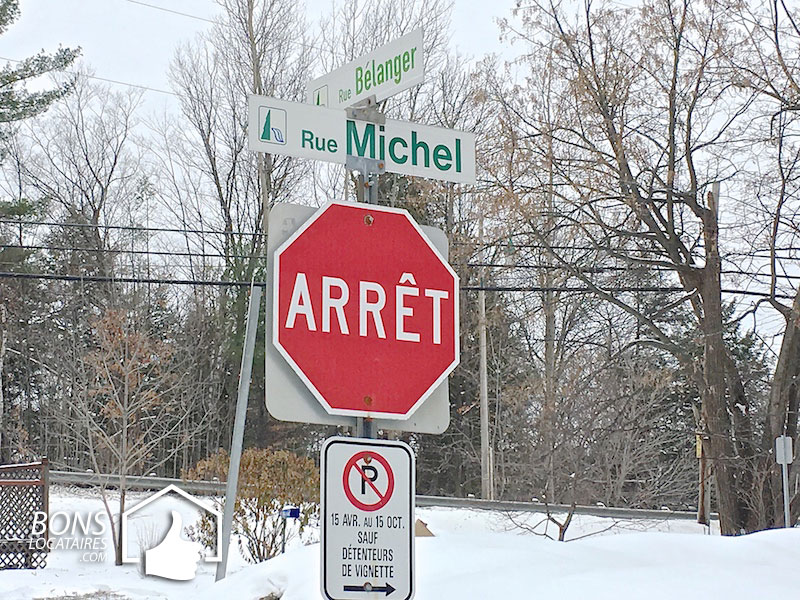 Rue Bélanger
Rue Michel
ARRÊT
P
15 AVR. AU 15 OCT.
SAUF
DÉTENTEURS
DE VIGNETTE
BONS
LOCATAIRES
.COM